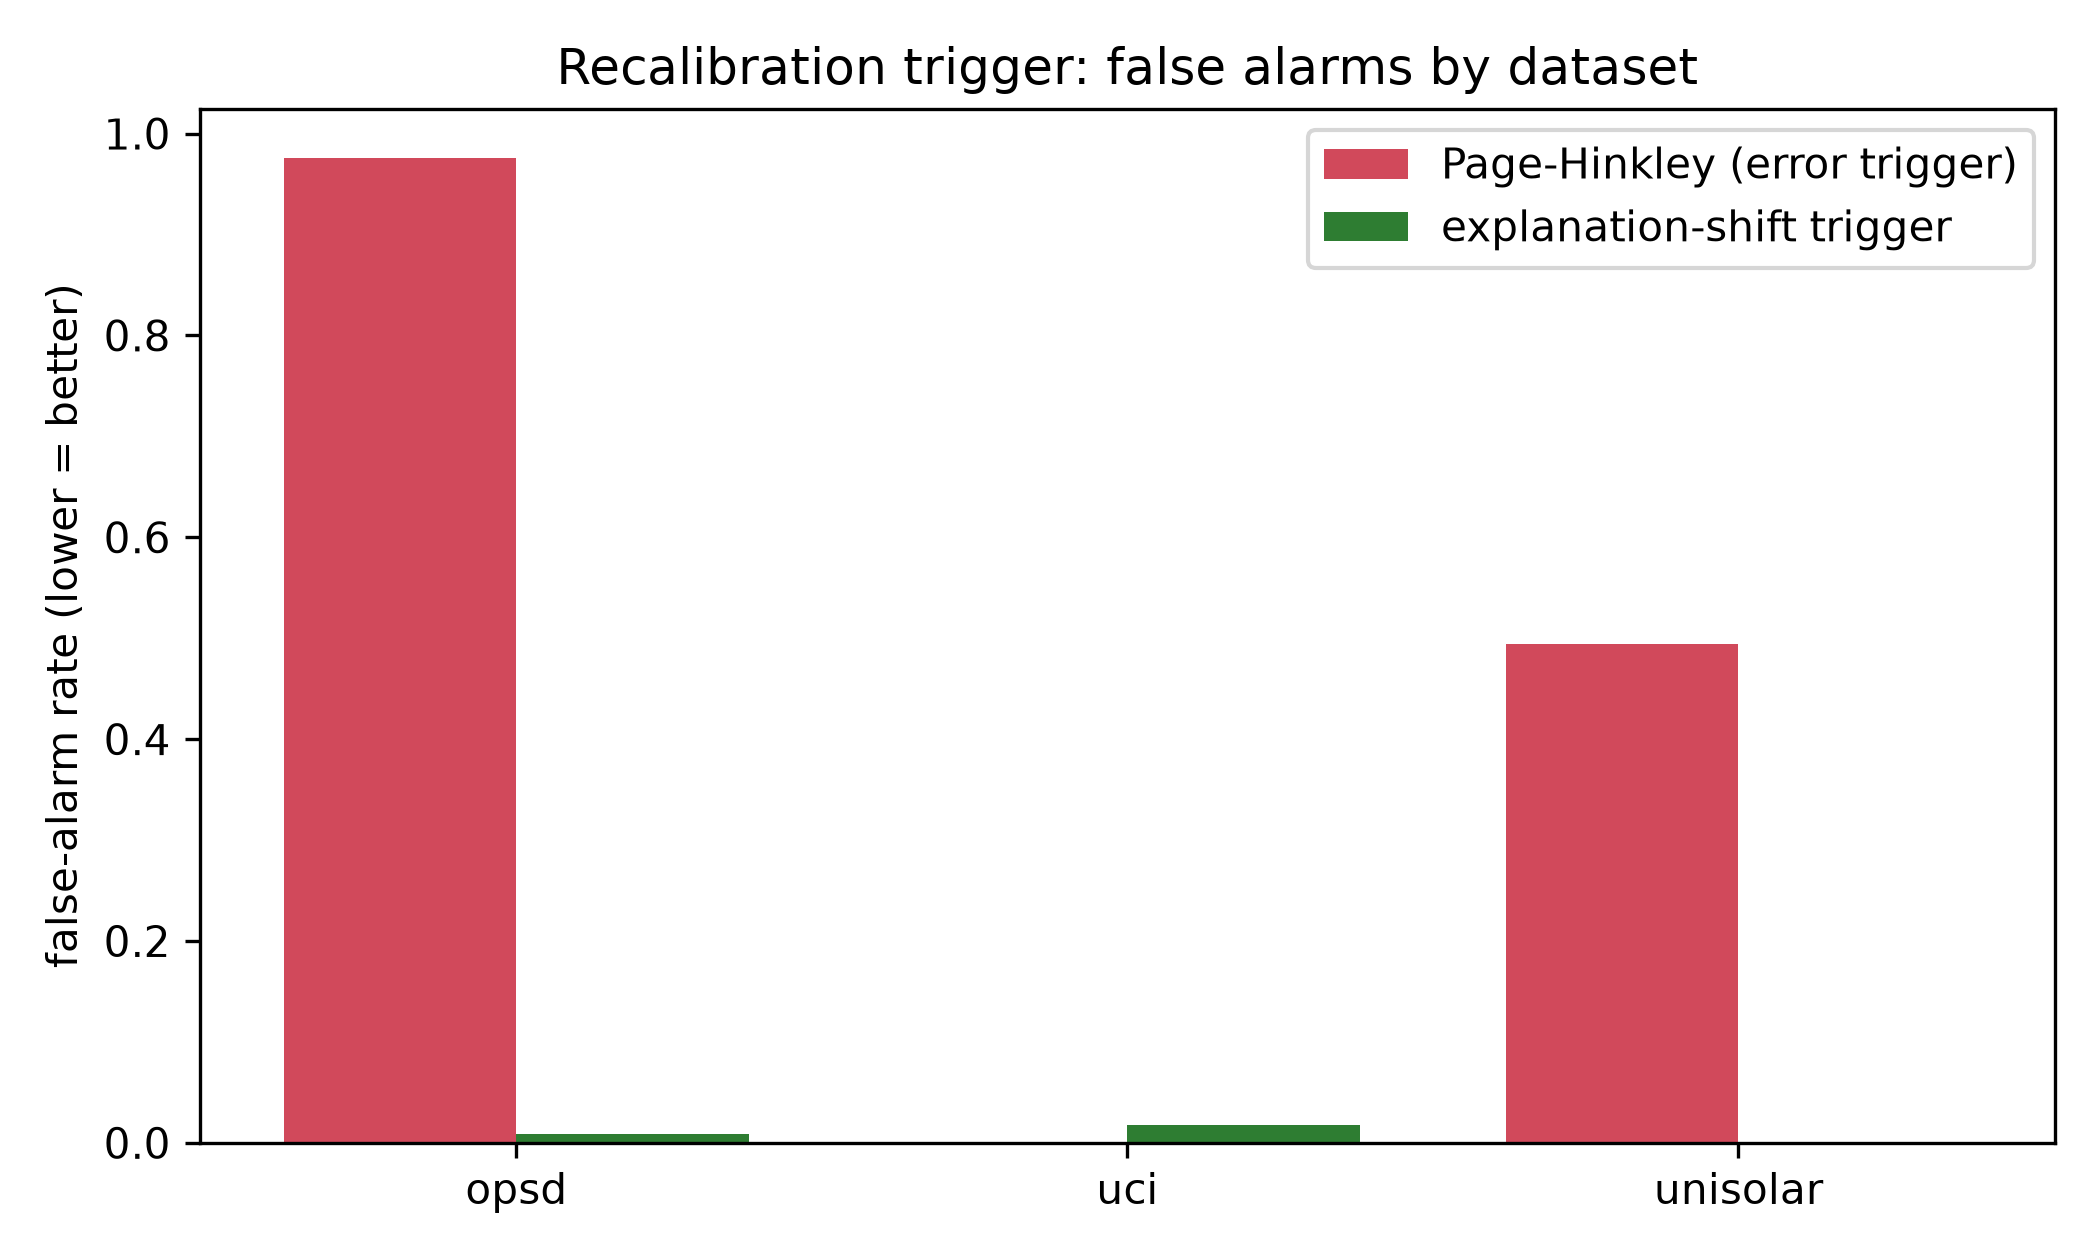 Recalibration trigger: false alarms by dataset
Page-Hinkley (error trigger)
explanation-shift trigger
false-alarm rate (lower = better)
1.0
0.8
0.6
0.4
0.2
0.0
opsd uci unisolar